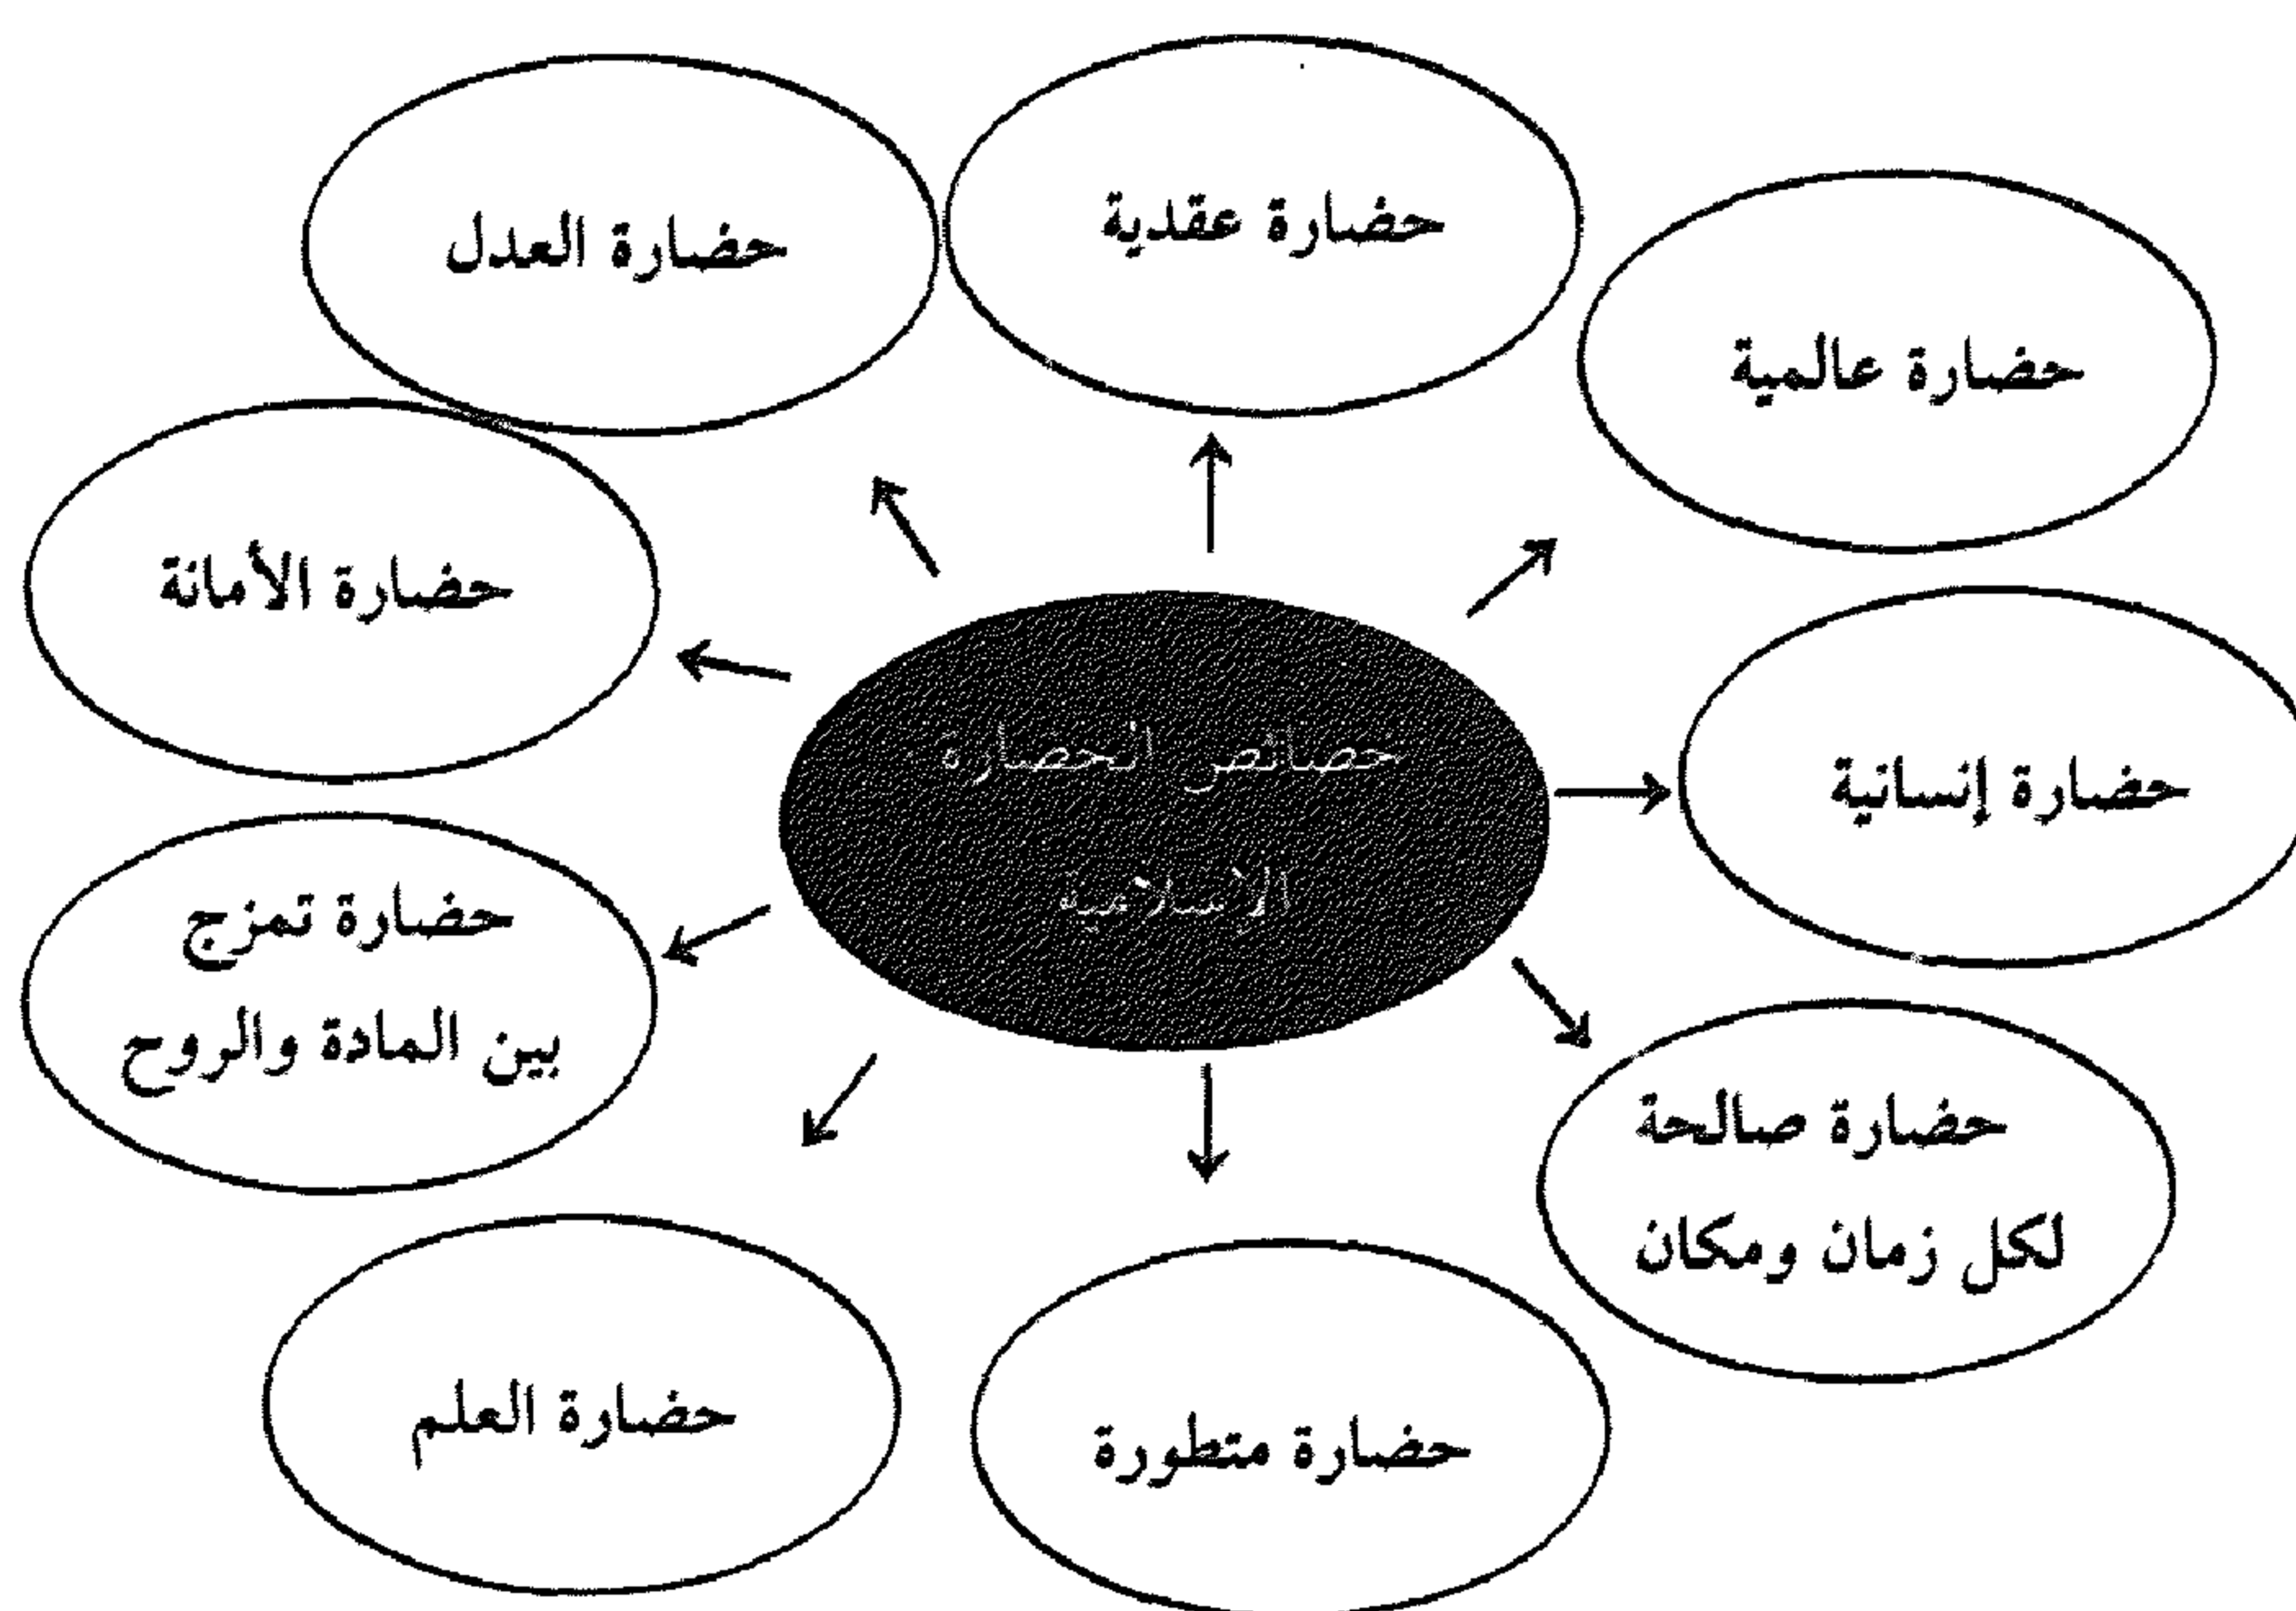 حضارة عقدية
حضارة العدل
حضارة عالمية
حضارة الأمانة
خصائص الحضارة
الإسلامية
حضارة إنسانية
حضارة تمزج
بين المادة والروح
حضارة صالحة
لكل زمان ومكان
حضارة العلم
حضارة متطورة